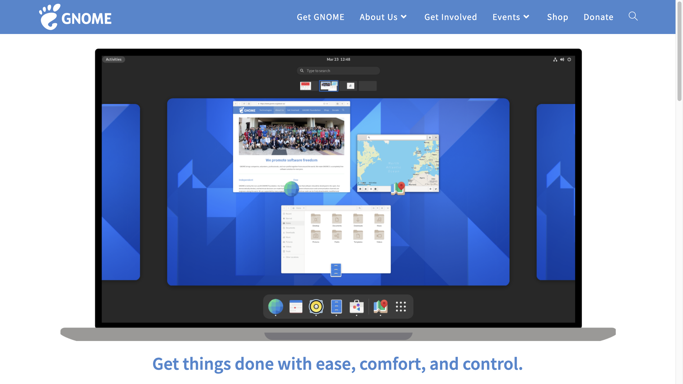 GNOME
Get GNOME
About Us
Get Involved
Events
Shop
Donate
Activities
Mar 23 12:48
Type to search
GNOME
We promote software freedom
Get things done with ease, comfort, and control.